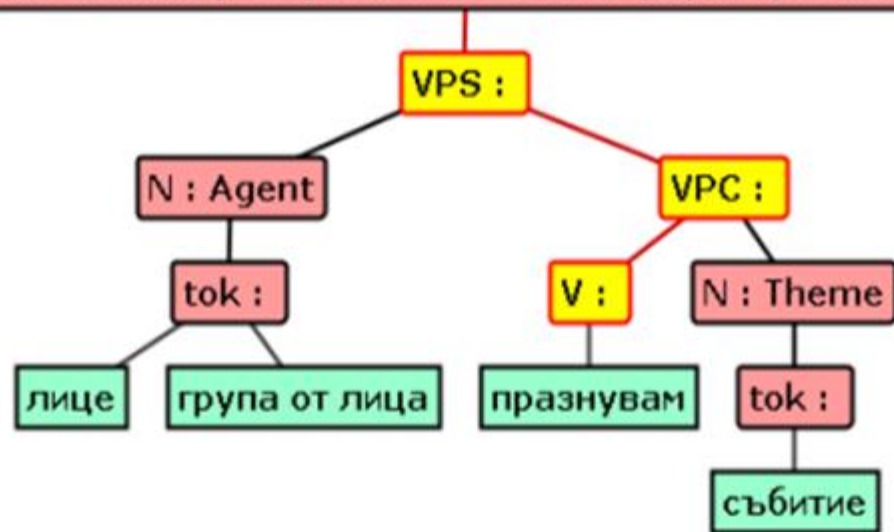 VPS :
N : Agent
VPC :
tok :
V :
N : Theme
лице
група от лица
празнувам
tok :
събитие